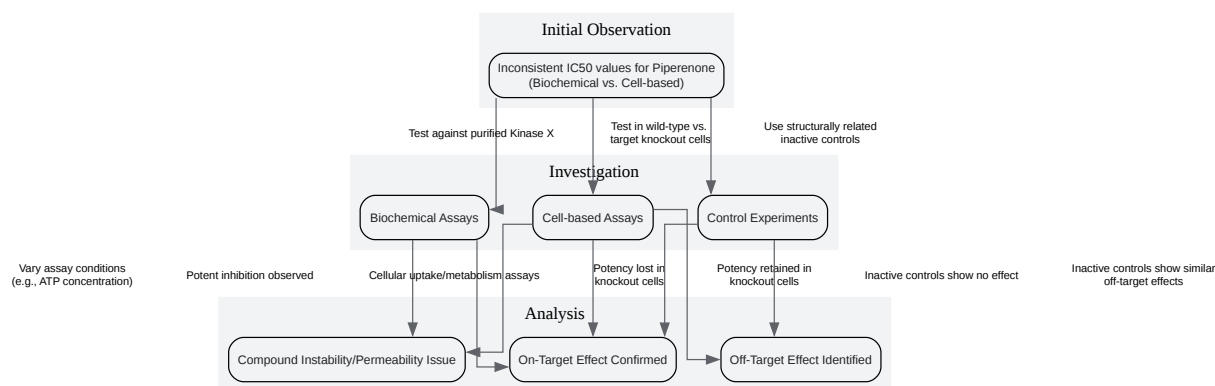 Initial Observation
Inconsistent IC50 values for Piperenone
(Biochemical vs. Cell-based)
Test against purified Kinase X
Test in wild-type vs.
target knockout cells
Use structurally related
inactive controls
Investigation
Biochemical Assays
Cell-based Assays
Control Experiments
Vary assay conditions
(e.g., ATP concentration)
Potent inhibition observed
Cellular uptake/metabolism assays
Potency lost in
knockout cells
Potency retained in
knockout cells
Inactive controls show no effect
Inactive controls show similar
off-target effects
Analysis
Compound Instability/Permeability Issue
On-Target Effect Confirmed
Off-Target Effect Identified